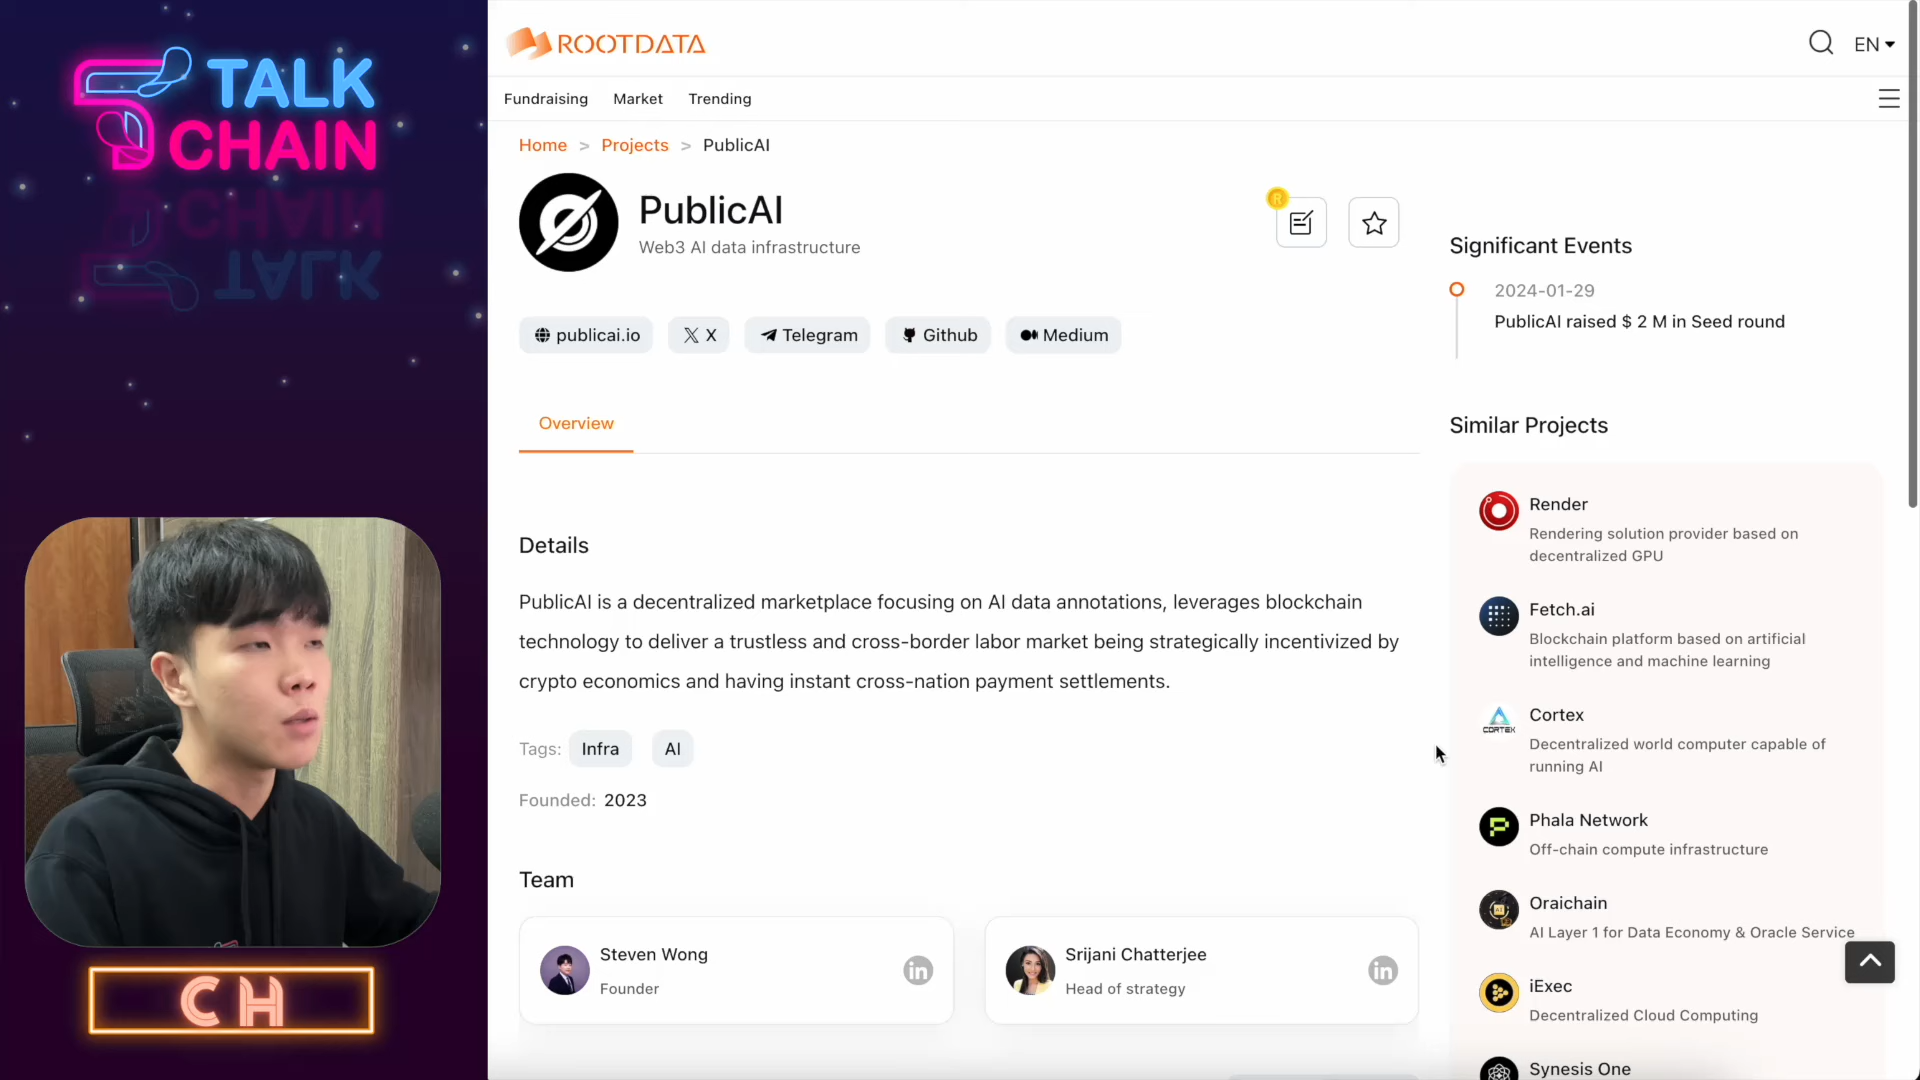 TALK
CHAIN
CH
ROOTDATA
EN
Fundraising
Market
Trending
Home > Projects > PublicAI
PublicAI
Web3 AI data infrastructure
R
publicai.io
X
Telegram
Github
Medium
Overview
Details
PublicAI is a decentralized marketplace focusing on AI data annotations, leverages blockchain
technology to deliver a trustless and cross-border labor market being strategically incentivized by
crypto economics and having instant cross-nation payment settlements.
Tags: Infra AI
Founded: 2023
Team
Steven Wong
Founder
in
Srijani Chatterjee
Head of strategy
in
Significant Events
2024-01-29
PublicAI raised $ 2 M in Seed round
Similar Projects
Render
Rendering solution provider based on
decentralized GPU
Fetch.ai
Blockchain platform based on artificial
intelligence and machine learning
CORTEX
Cortex
Decentralized world computer capable of
running AI
Phala Network
Off-chain compute infrastructure
Oraichain
AI Layer 1 for Data Economy & Oracle Service
iExec
Decentralized Cloud Computing
Synesis One